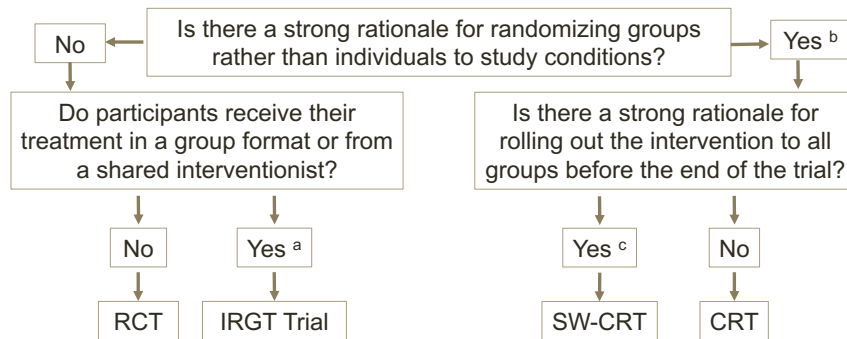 Is there a strong rationale for randomizing groups
rather than individuals to study conditions?
No
Yes ᵇ
Do participants receive their
treatment in a group format or from
a shared interventionist?
Is there a strong rationale for
rolling out the intervention to all
groups before the end of the trial?
No
Yes ᵃ
Yes ᶜ
No
RCT
IRGT Trial
SW-CRT
CRT